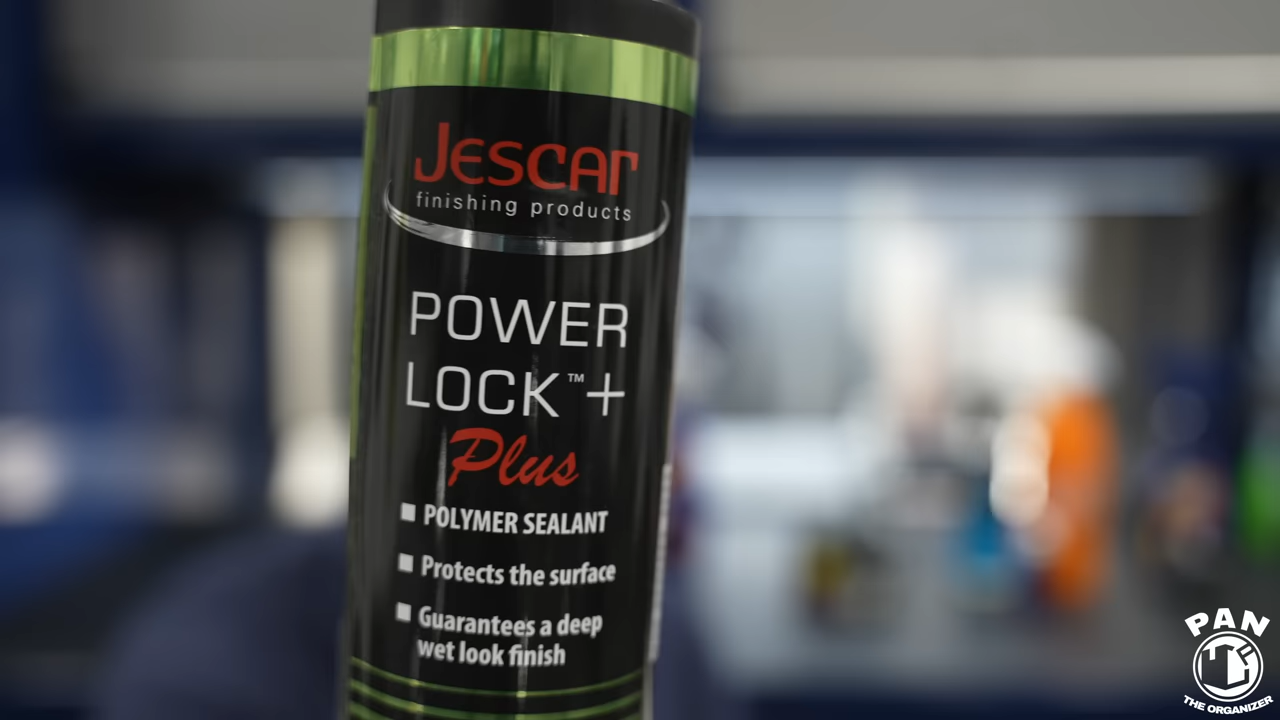 Jescar
finishing products
POWER
LOCK™+
Plus
■ POLYMER SEALANT
■ Protects the surface
■ Guarantees a deep
wet look finish
PAN
THE ORGANIZER